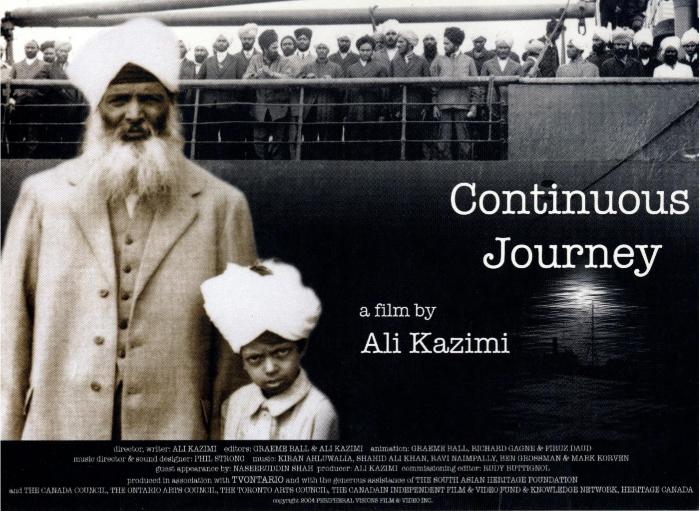 Continuous
Journey
a film by
Ali Kazimi
director, writer: ALI KAZIMI editors: GRAEME BALL & ALI KAZIMI animation: GRAEME BALL, RICHARD GAGNE & FIRUZ DAUD
music director & sound designer: PHIL STRONG music: KIRAN AHLUWALIA, SHAHID ALI KHAN, RAVI NAIMPALLY, BEN GROSSMAN & MARK KORVEN
guest appearance by: NASEERUDDIN SHAH producer: ALI KAZIMI commissioning editor: RUDY BUTTIGNOL
produced in association with TVONTARIO and with the generous assistance of THE SOUTH ASIAN HERITAGE FOUNDATION
and THE CANADA COUNCIL, THE ONTARIO ARTS COUNCIL, THE TORONTO ARTS COUNCIL, THE CANADAIN INDEPENDENT FILM & VIDEO FUND & KNOWLEDGE NETWORK, HERITAGE CANADA
copyright 2004 PERIPHERAL VISIONS FILM & VIDEO INC.